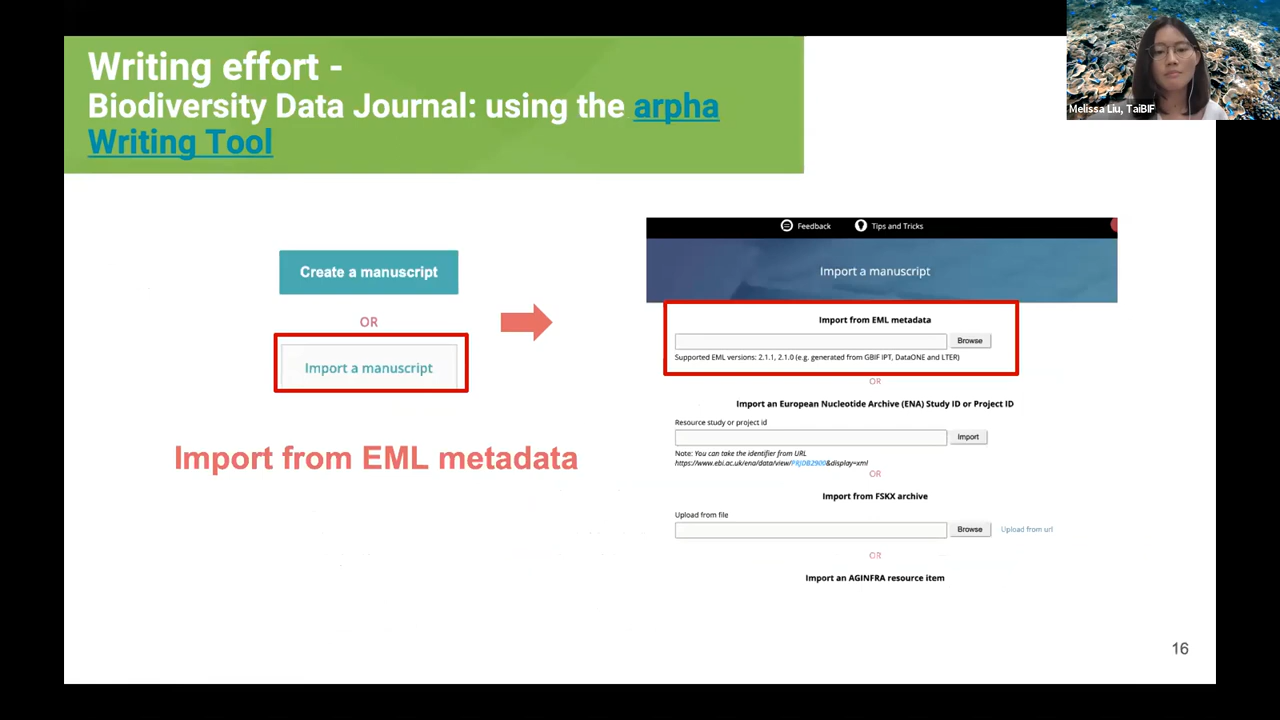 Writing effort -
Biodiversity Data Journal: using the arpha
Writing Tool
Melissa Liu, TaiBIF
Create a manuscript
OR
Import a manuscript
Import from EML metadata
Feedback
Tips and Tricks
Import a manuscript
Import from EML metadata
Browse
Supported EML versions: 2.1.1, 2.1.0 (e.g. generated from GBIF IPT, DataONE and LTER)
OR
Import an European Nucleotide Archive (ENA) Study ID or Project ID
Resource study or project id
Import
Note: You can take the identifier from URL
https://www.ebi.ac.uk/ena/data/view/PRJDB2900&display=xml
OR
Import from FSKX archive
Upload from file
Browse
Upload from url
OR
Import an AGINFRA resource item
16